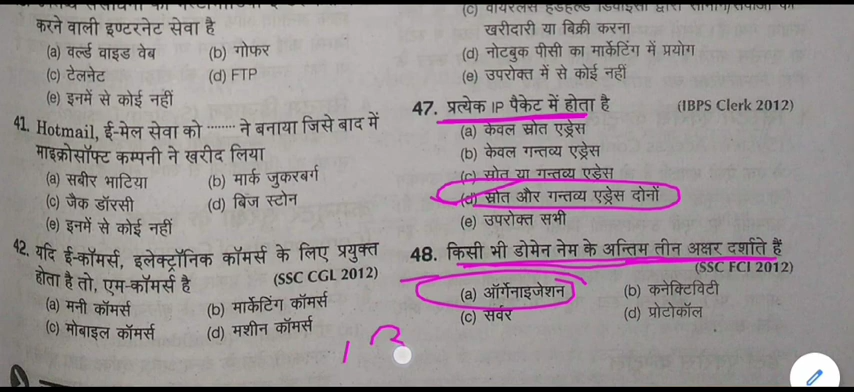 करने वाली इण्टरनेट सेवा है
(a) वर्ल्ड वाइड वेब (b) गोफर
(c) टेलनेट (d) FTP
(e) इनमें से कोई नहीं
41. Hotmail, ई-मेल सेवा को ....... ने बनाया जिसे बाद में
माइक्रोसॉफ्ट कम्पनी ने खरीद लिया
(a) सबीर भाटिया (b) मार्क जुकरबर्ग
(c) जैक डॉरसी (d) बिज स्टोन
(e) इनमें से कोई नहीं
42. यदि ई-कॉमर्स, इलेक्ट्रॉनिक कॉमर्स के लिए प्रयुक्त
होता है तो, एम-कॉमर्स है (SSC CGL 2012)
(a) मनी कॉमर्स (b) मार्केटिंग कॉमर्स
(c) मोबाइल कॉमर्स (d) मशीन कॉमर्स
(c) वायरलेस हैंडहेल्ड डिवाइसों द्वारा सामान/सेवाओं की
खरीदारी या बिक्री करना
(d) नोटबुक पीसी का मार्केटिंग में प्रयोग
(e) उपरोक्त में से कोई नहीं
47. प्रत्येक IP पैकेट में होता है (IBPS Clerk 2012)
(a) केवल स्रोत एड्रेस
(b) केवल गन्तव्य एड्रेस
(c) स्रोत या गन्तव्य एड्रेस
(d) स्रोत और गन्तव्य एड्रेस दोनों
(e) उपरोक्त सभी
48. किसी भी डोमेन नेम के अन्तिम तीन अक्षर दर्शाते हैं
(SSC FCI 2012)
(a) ऑर्गेनाइजेशन (b) कनेक्टिविटी
(c) सर्वर (d) प्रोटोकॉल